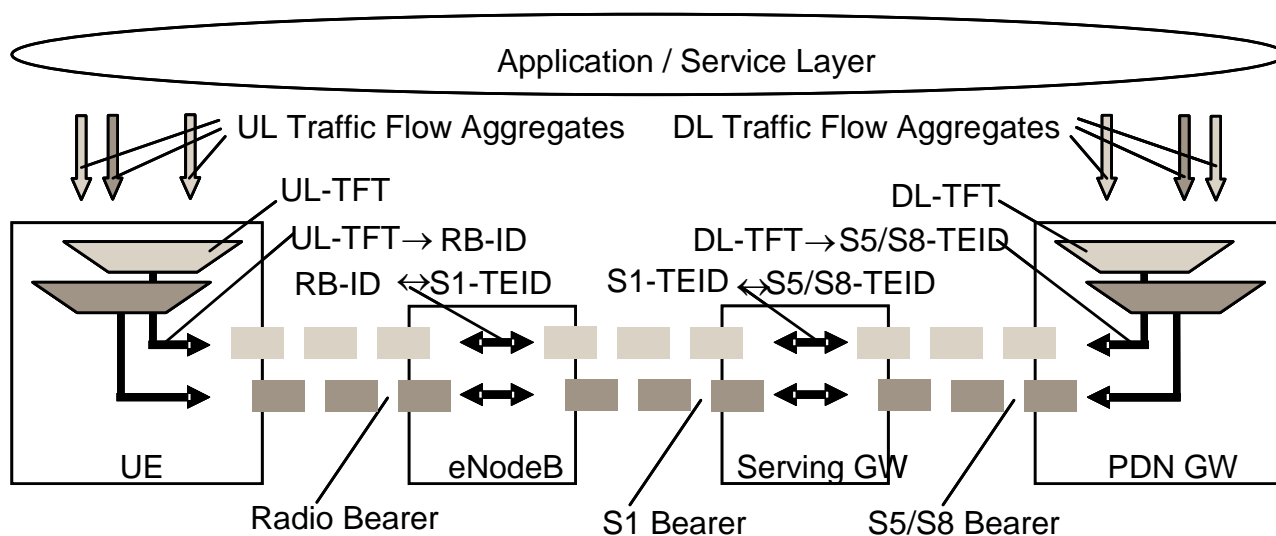 Application / Service Layer
UL Traffic Flow Aggregates
DL Traffic Flow Aggregates
UL-TFT
DL-TFT
UL-TFT → RB-ID
DL-TFT → S5/S8-TEID
RB-ID ↔ S1-TEID
S1-TEID ↔ S5/S8-TEID
UE
eNodeB
Serving GW
PDN GW
Radio Bearer
S1 Bearer
S5/S8 Bearer